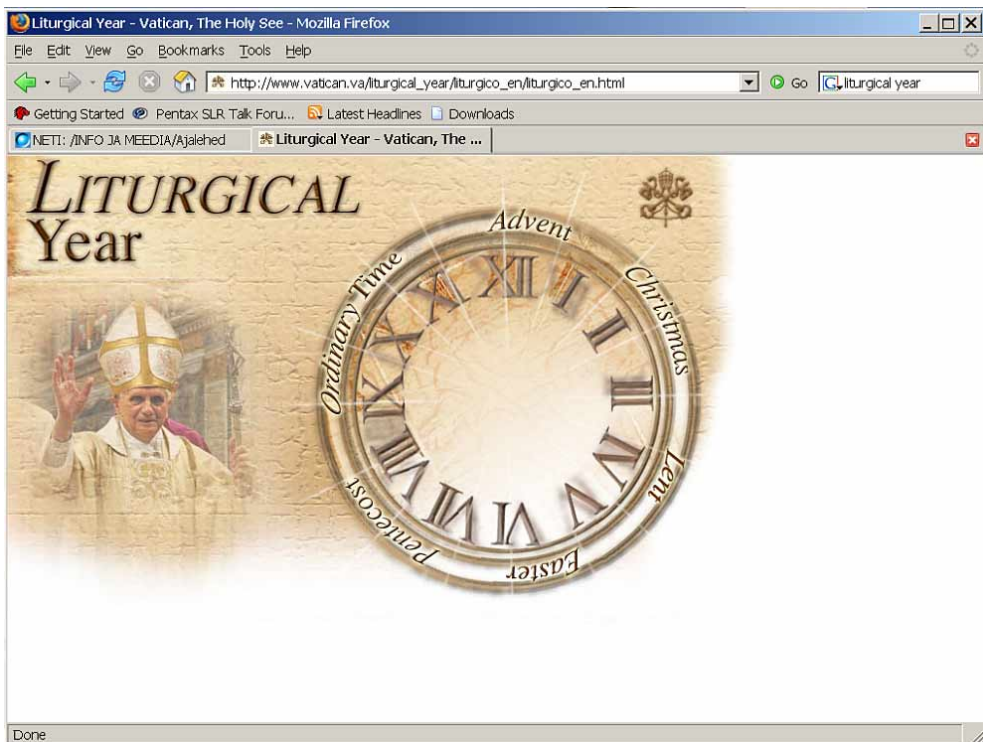 Liturgical Year - Vatican, The Holy See - Mozilla Firefox
File Edit View Go Bookmarks Tools Help
http://www.vatican.va/liturgical_year/liturgico_en/liturgico_en.html Go liturgical year
Getting Started Pentax SLR Talk Foru... Latest Headlines Downloads
NETI: /INFO JA MEEDIA/Ajalehed Liturgical Year - Vatican, The ...
LITURGICAL
Year
Advent
Christmas
Lent
Easter
Pentecost
Ordinary Time
XII
I
II
III
IV
V
VI
VII
VIII
IX
X
X
Done